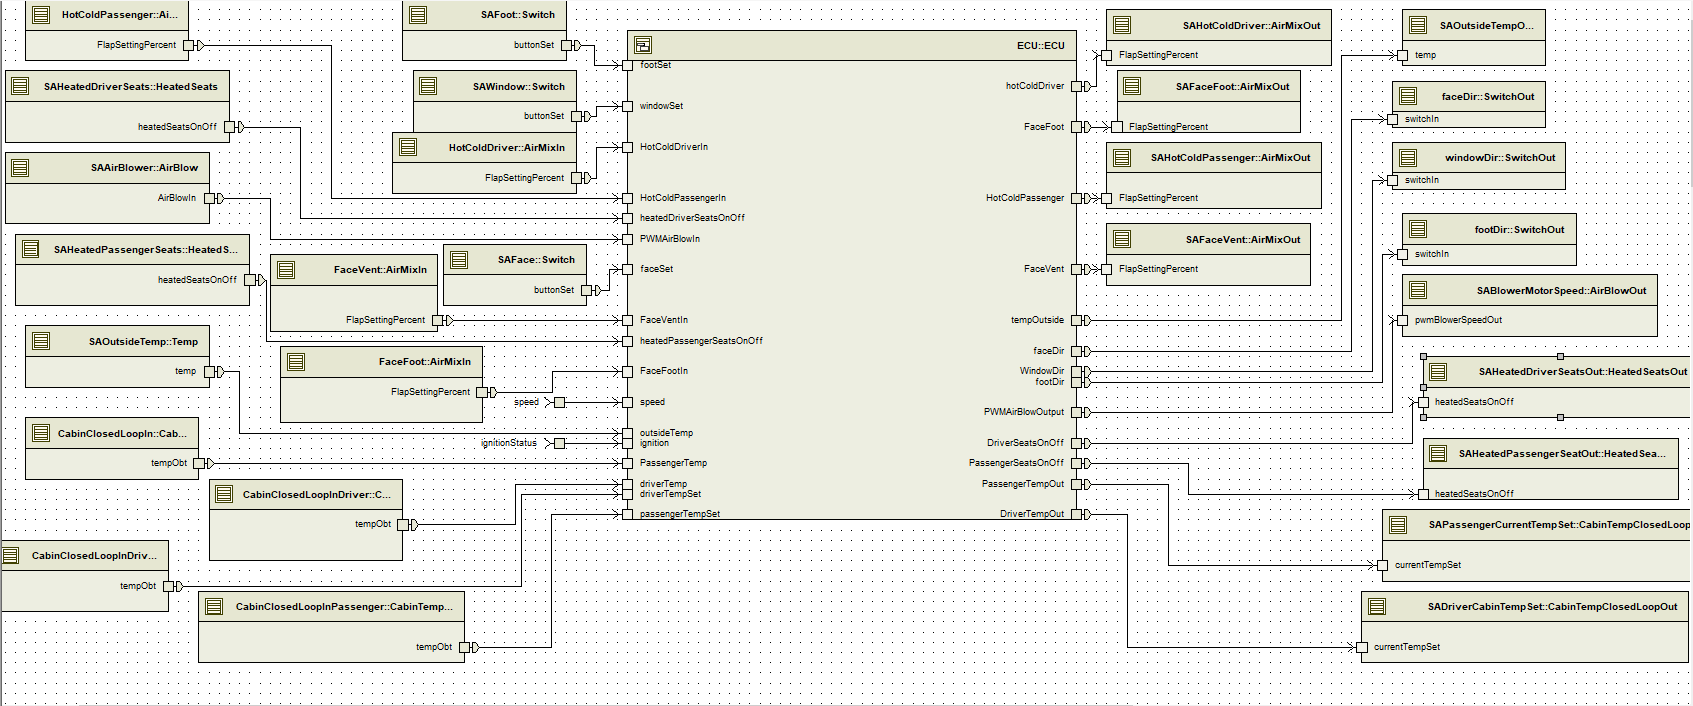 HotColdPassenger::Ai...
FlapSettingPercent
SAHeatedDriverSeats::HeatedSeats
heatedSeatsOnOff
SAAirBlower::AirBlow
AirBlowIn
SAHeatedPassengerSeats::HeatedS...
heatedSeatsOnOff
SAOutsideTemp::Temp
temp
CabinClosedLoopIn::Cab...
tempObt
CabinClosedLoopInDriver::C...
tempObt
CabinClosedLoopInDriv...
tempObt
CabinClosedLoopInPassenger::CabinTemp...
tempObt
SAFoot::Switch
buttonSet
SAWindow::Switch
buttonSet
HotColdDriver::AirMixIn
FlapSettingPercent
SAFace::Switch
buttonSet
FaceVent::AirMixIn
FlapSettingPercent
FaceFoot::AirMixIn
FlapSettingPercent
speed
ignitionStatus
ECU::ECU
footSet
windowSet
HotColdDriverIn
HotColdPassengerIn
heatedDriverSeatsOnOff
PWMAirBlowIn
faceSet
FaceVentIn
heatedPassengerSeatsOnOff
FaceFootIn
speed
outsideTemp
ignition
PassengerTemp
driverTemp
driverTempSet
passengerTempSet
hotColdDriver
FaceFoot
HotColdPassenger
FaceVent
tempOutside
faceDir
WindowDir
footDir
PWMAirBlowOutput
DriverSeatsOnOff
PassengerSeatsOnOff
PassengerTempOut
DriverTempOut
SAHotColdDriver::AirMixOut
FlapSettingPercent
SAFaceFoot::AirMixOut
FlapSettingPercent
SAHotColdPassenger::AirMixOut
FlapSettingPercent
SAFaceVent::AirMixOut
FlapSettingPercent
SAOutsideTempO...
temp
faceDir::SwitchOut
switchIn
windowDir::SwitchOut
switchIn
footDir::SwitchOut
switchIn
SABlowerMotorSpeed::AirBlowOut
pwmBlowerSpeedOut
SAHeatedDriverSeatsOut::HeatedSeatsOut
heatedSeatsOnOff
SAHeatedPassengerSeatOut::HeatedSea...
heatedSeatsOnOff
SAPassengerCurrentTempSet::CabinTempClosedLoop
currentTempSet
SADriverCabinTempSet::CabinTempClosedLoopOut
currentTempSet